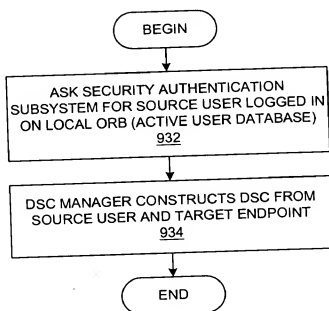 BEGIN
ASK SECURITY AUTHENTICATION
SUBSYSTEM FOR SOURCE USER LOGGED IN
ON LOCAL ORB (ACTIVE USER DATABASE)
932
DSC MANAGER CONSTRUCTS DSC FROM
SOURCE USER AND TARGET ENDPOINT
934
END